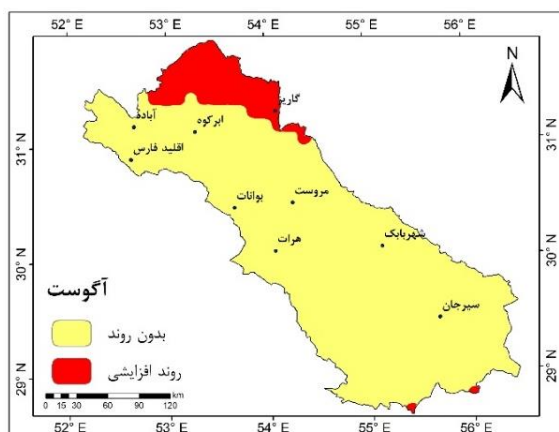 52° E 53° E 54° E 55° E 56° E
N
گاریز
آباده
ابرکوه
31° N
31° N
اقلید فارس
بوانات
مروست
شهربابک
هرات
30° N
30° N
آگوست
سیرجان
بدون روند
روند افزایشی
29° N
29° N
km
0 15 30 60 90 120
52° E 53° E 54° E 55° E 56° E